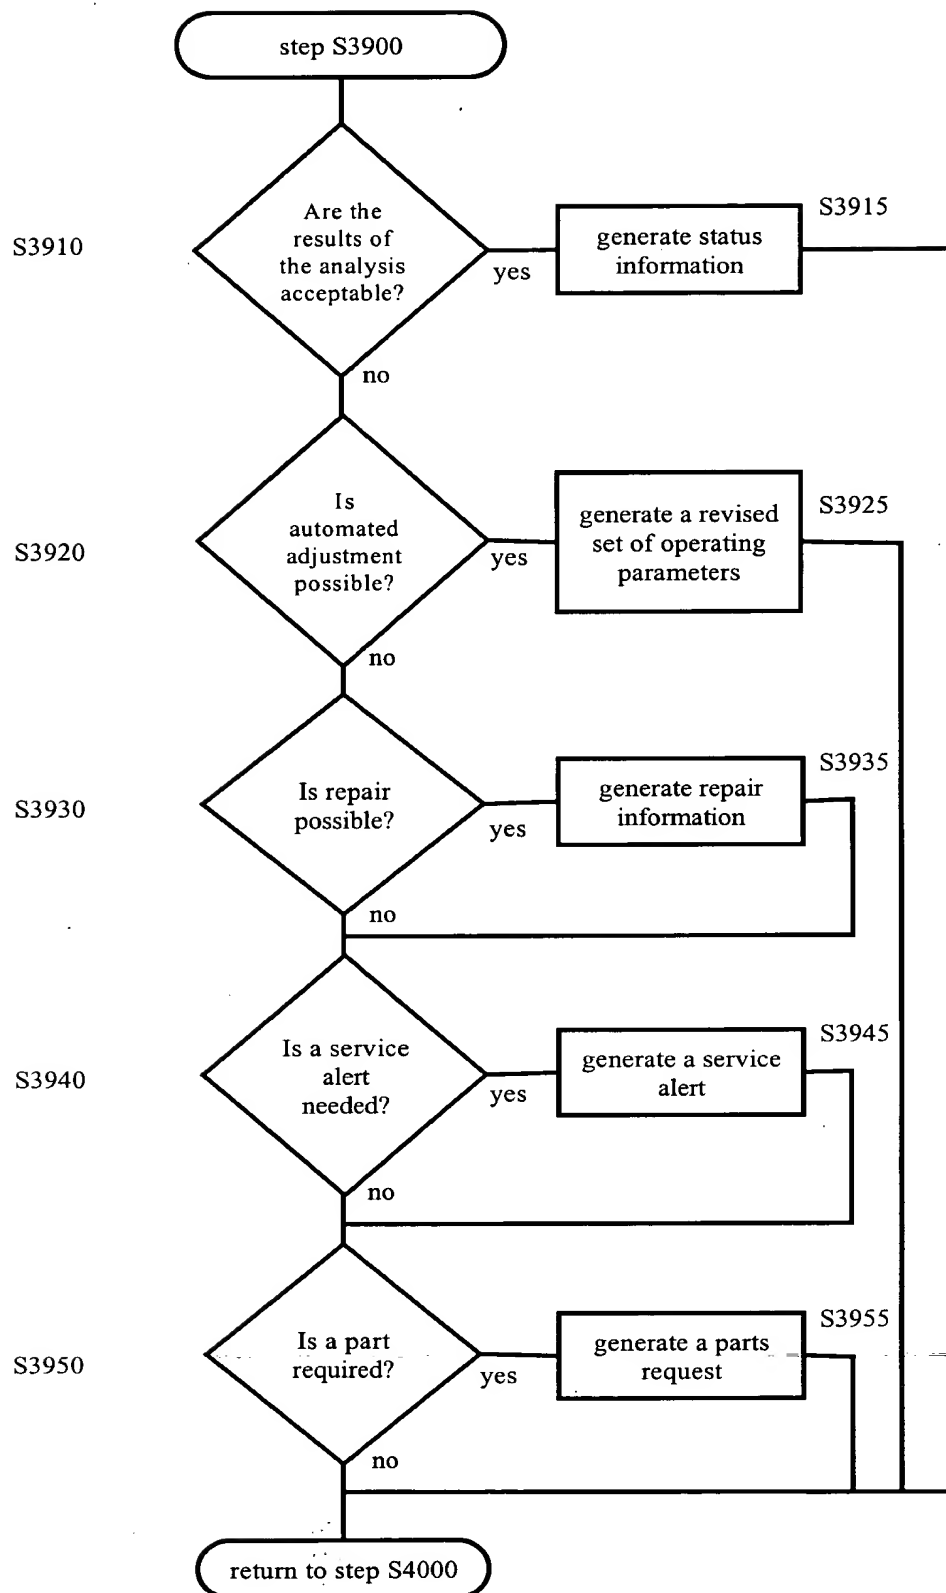 step S3900
S3910
Are the
results of
the analysis
acceptable?
yes
generate status
information
S3915
no
S3920
Is
automated
adjustment
possible?
yes
generate a revised
set of operating
parameters
S3925
no
S3930
Is repair
possible?
yes
generate repair
information
S3935
no
S3940
Is a service
alert
needed?
yes
generate a service
alert
S3945
no
S3950
Is a part
required?
yes
generate a parts
request
S3955
no
return to step S4000